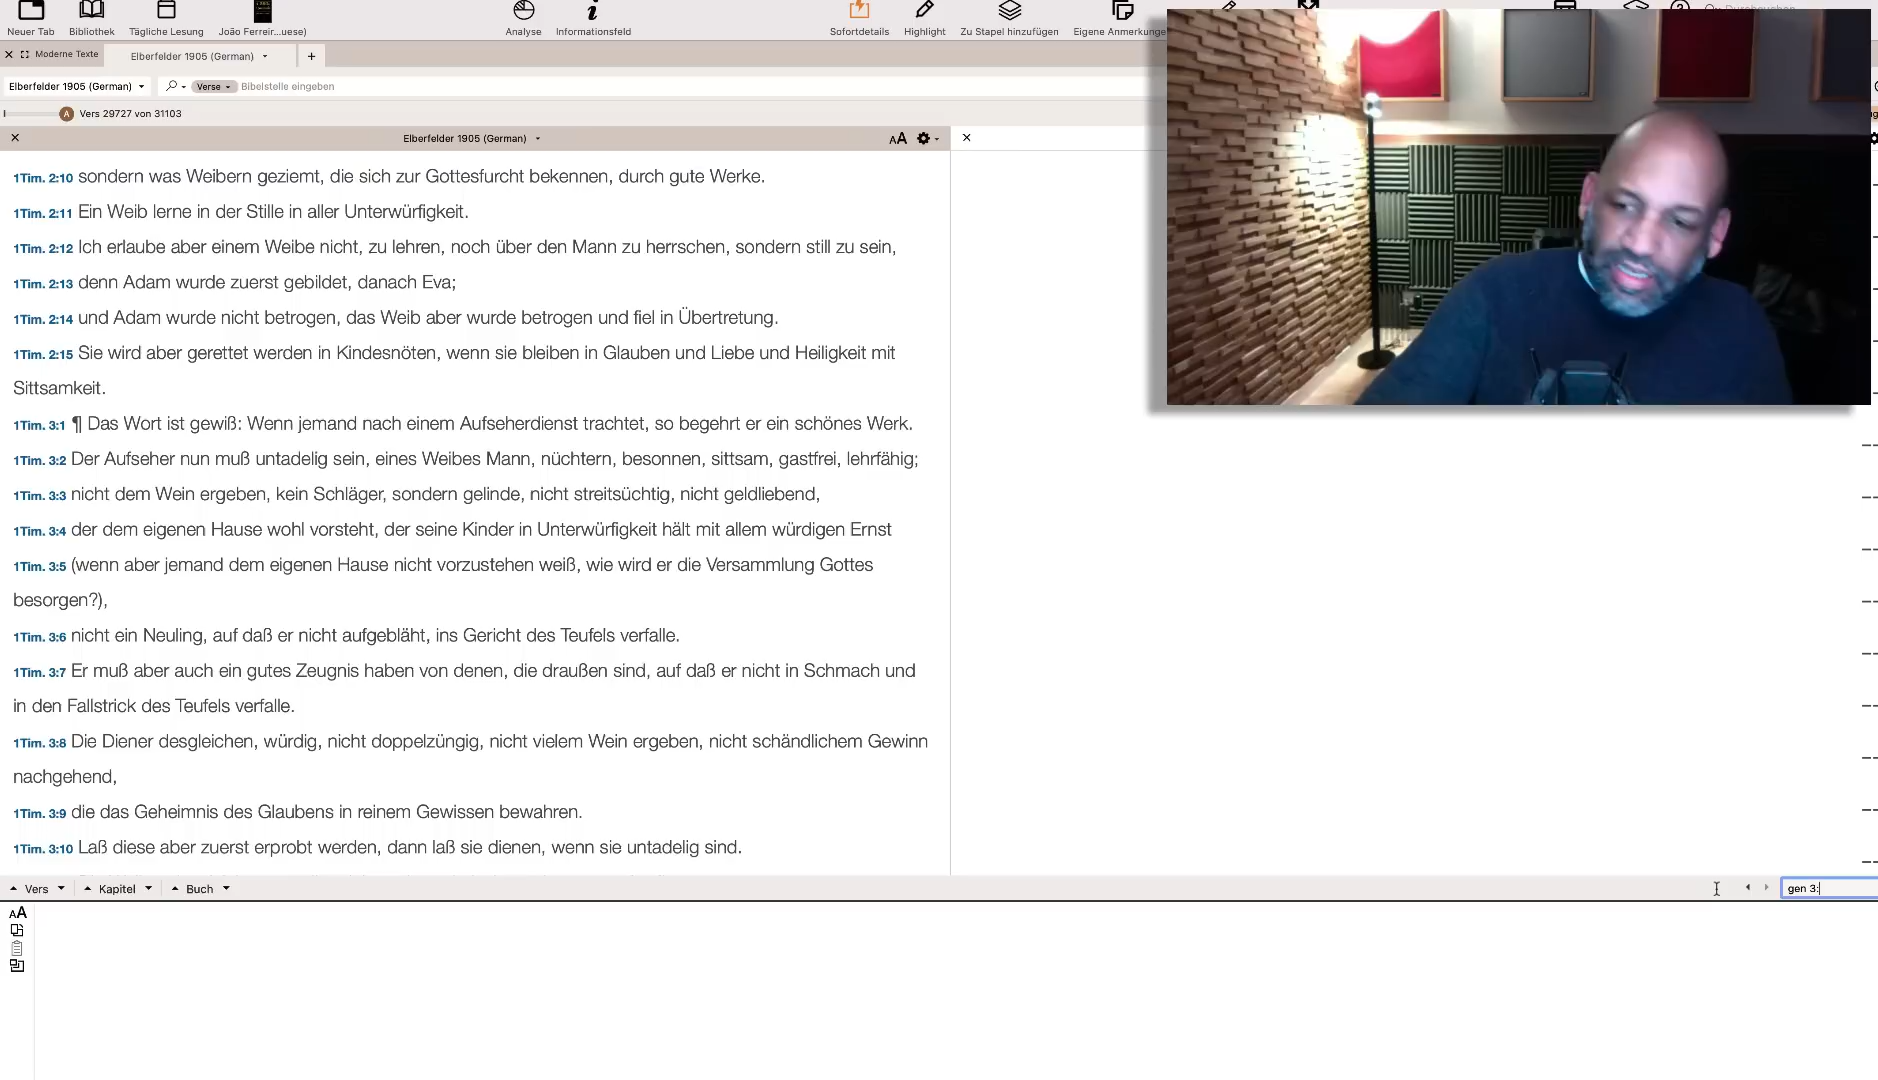 Neuer Tab
Bibliothek
Tägliche Lesung
João Ferreir...uese)
Analyse
Informationsfeld
Sofortdetails
Highlight
Zu Stapel hinzufügen
Eigene Anmerkunge
Moderne Texte
Elberfelder 1905 (German)
+
Elberfelder 1905 (German)
Verse
Bibelstelle eingeben
A Vers 29727 von 31103
Elberfelder 1905 (German)
AA
1Tim. 2:10 sondern was Weibern geziemt, die sich zur Gottesfurcht bekennen, durch gute Werke.
1Tim. 2:11 Ein Weib lerne in der Stille in aller Unterwürfigkeit.
1Tim. 2:12 Ich erlaube aber einem Weibe nicht, zu lehren, noch über den Mann zu herrschen, sondern still zu sein,
1Tim. 2:13 denn Adam wurde zuerst gebildet, danach Eva;
1Tim. 2:14 und Adam wurde nicht betrogen, das Weib aber wurde betrogen und fiel in Übertretung.
1Tim. 2:15 Sie wird aber gerettet werden in Kindesnöten, wenn sie bleiben in Glauben und Liebe und Heiligkeit mit
Sittsamkeit.
1Tim. 3:1 ¶ Das Wort ist gewiß: Wenn jemand nach einem Aufseherdienst trachtet, so begehrt er ein schönes Werk.
1Tim. 3:2 Der Aufseher nun muß untadelig sein, eines Weibes Mann, nüchtern, besonnen, sittsam, gastfrei, lehrfähig;
1Tim. 3:3 nicht dem Wein ergeben, kein Schläger, sondern gelinde, nicht streitsüchtig, nicht geldliebend,
1Tim. 3:4 der dem eigenen Hause wohl vorsteht, der seine Kinder in Unterwürfigkeit hält mit allem würdigen Ernst
1Tim. 3:5 (wenn aber jemand dem eigenen Hause nicht vorzustehen weiß, wie wird er die Versammlung Gottes
besorgen?),
1Tim. 3:6 nicht ein Neuling, auf daß er nicht aufgebläht, ins Gericht des Teufels verfalle.
1Tim. 3:7 Er muß aber auch ein gutes Zeugnis haben von denen, die draußen sind, auf daß er nicht in Schmach und
in den Fallstrick des Teufels verfalle.
1Tim. 3:8 Die Diener desgleichen, würdig, nicht doppelzüngig, nicht vielem Wein ergeben, nicht schändlichem Gewinn
nachgehend,
1Tim. 3:9 die das Geheimnis des Glaubens in reinem Gewissen bewahren.
1Tim. 3:10 Laß diese aber zuerst erprobt werden, dann laß sie dienen, wenn sie untadelig sind.
Vers
Kapitel
Buch
gen 3:
AA